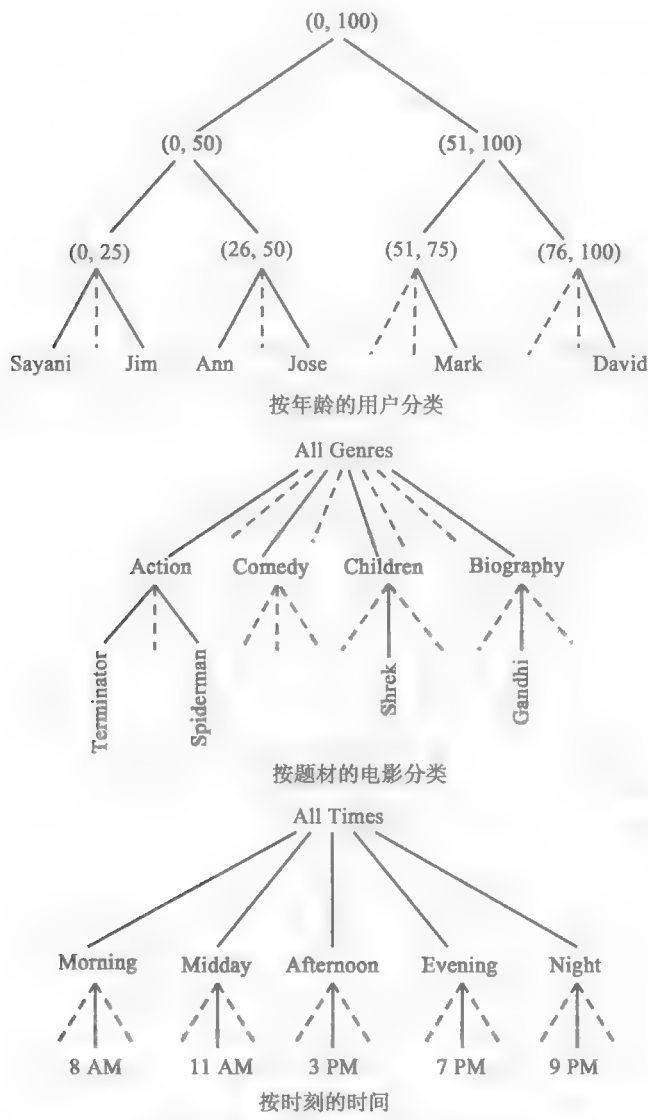 (0, 100)
(0, 50) (51, 100)
(0, 25) (26, 50) (51, 75) (76, 100)
Sayani Jim Ann Jose Mark David
按年龄的用户分类
All Genres
Action Comedy Children Biography
Terminator Spiderman Shrek Gandhi
按题材的电影分类
All Times
Morning Midday Afternoon Evening Night
8 AM 11 AM 3 PM 7 PM 9 PM
按时刻的时间